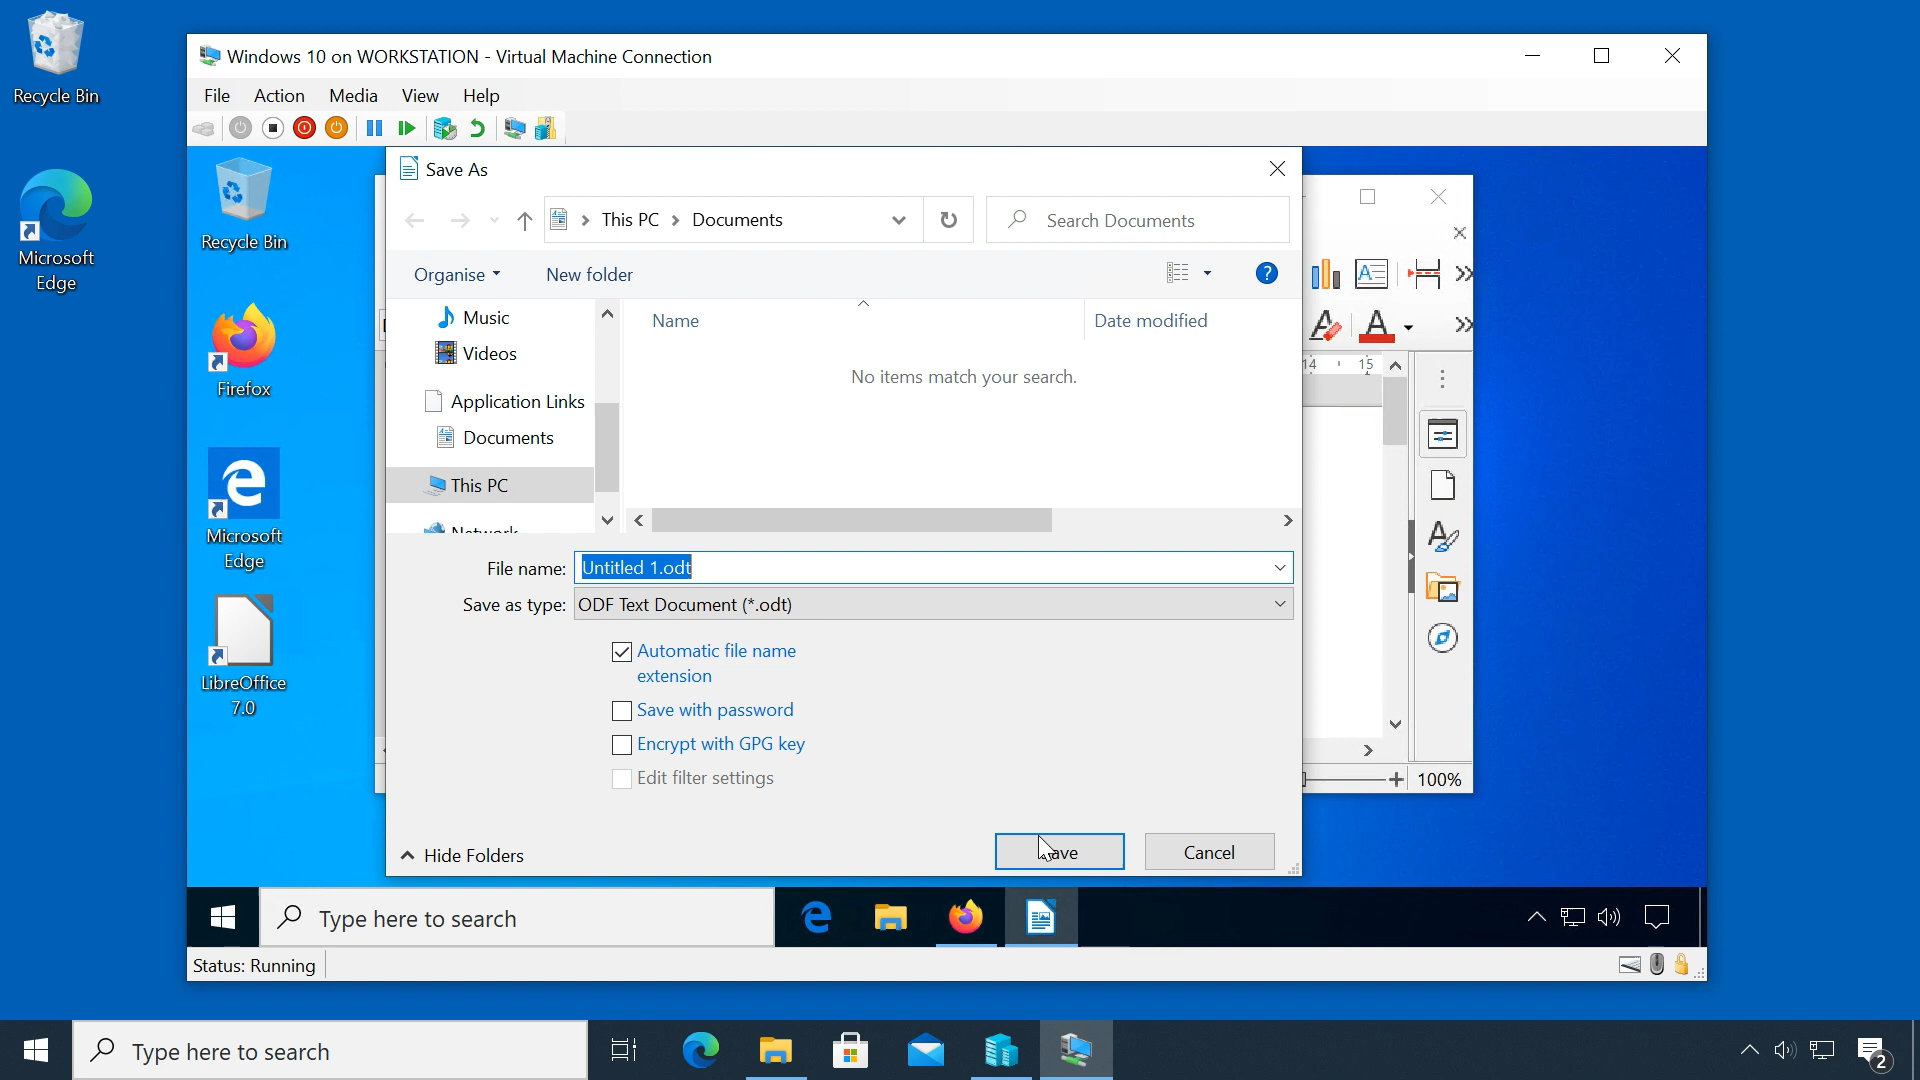 Recycle Bin
Microsoft
Edge
Windows 10 on WORKSTATION - Virtual Machine Connection
File Action Media View Help
Recycle Bin
Firefox
Microsoft
Edge
LibreOffice
7.0
Save As
This PC Documents
Search Documents
Organise New folder
Music
Videos
Application Links
Documents
This PC
Network
Name
Date modified
No items match your search.
File name: Untitled 1.odt
Save as type: ODF Text Document (*.odt)
Automatic file name
extension
Save with password
Encrypt with GPG key
Edit filter settings
Hide Folders
Cancel
14 15
100%
Type here to search
Status: Running
Type here to search
2